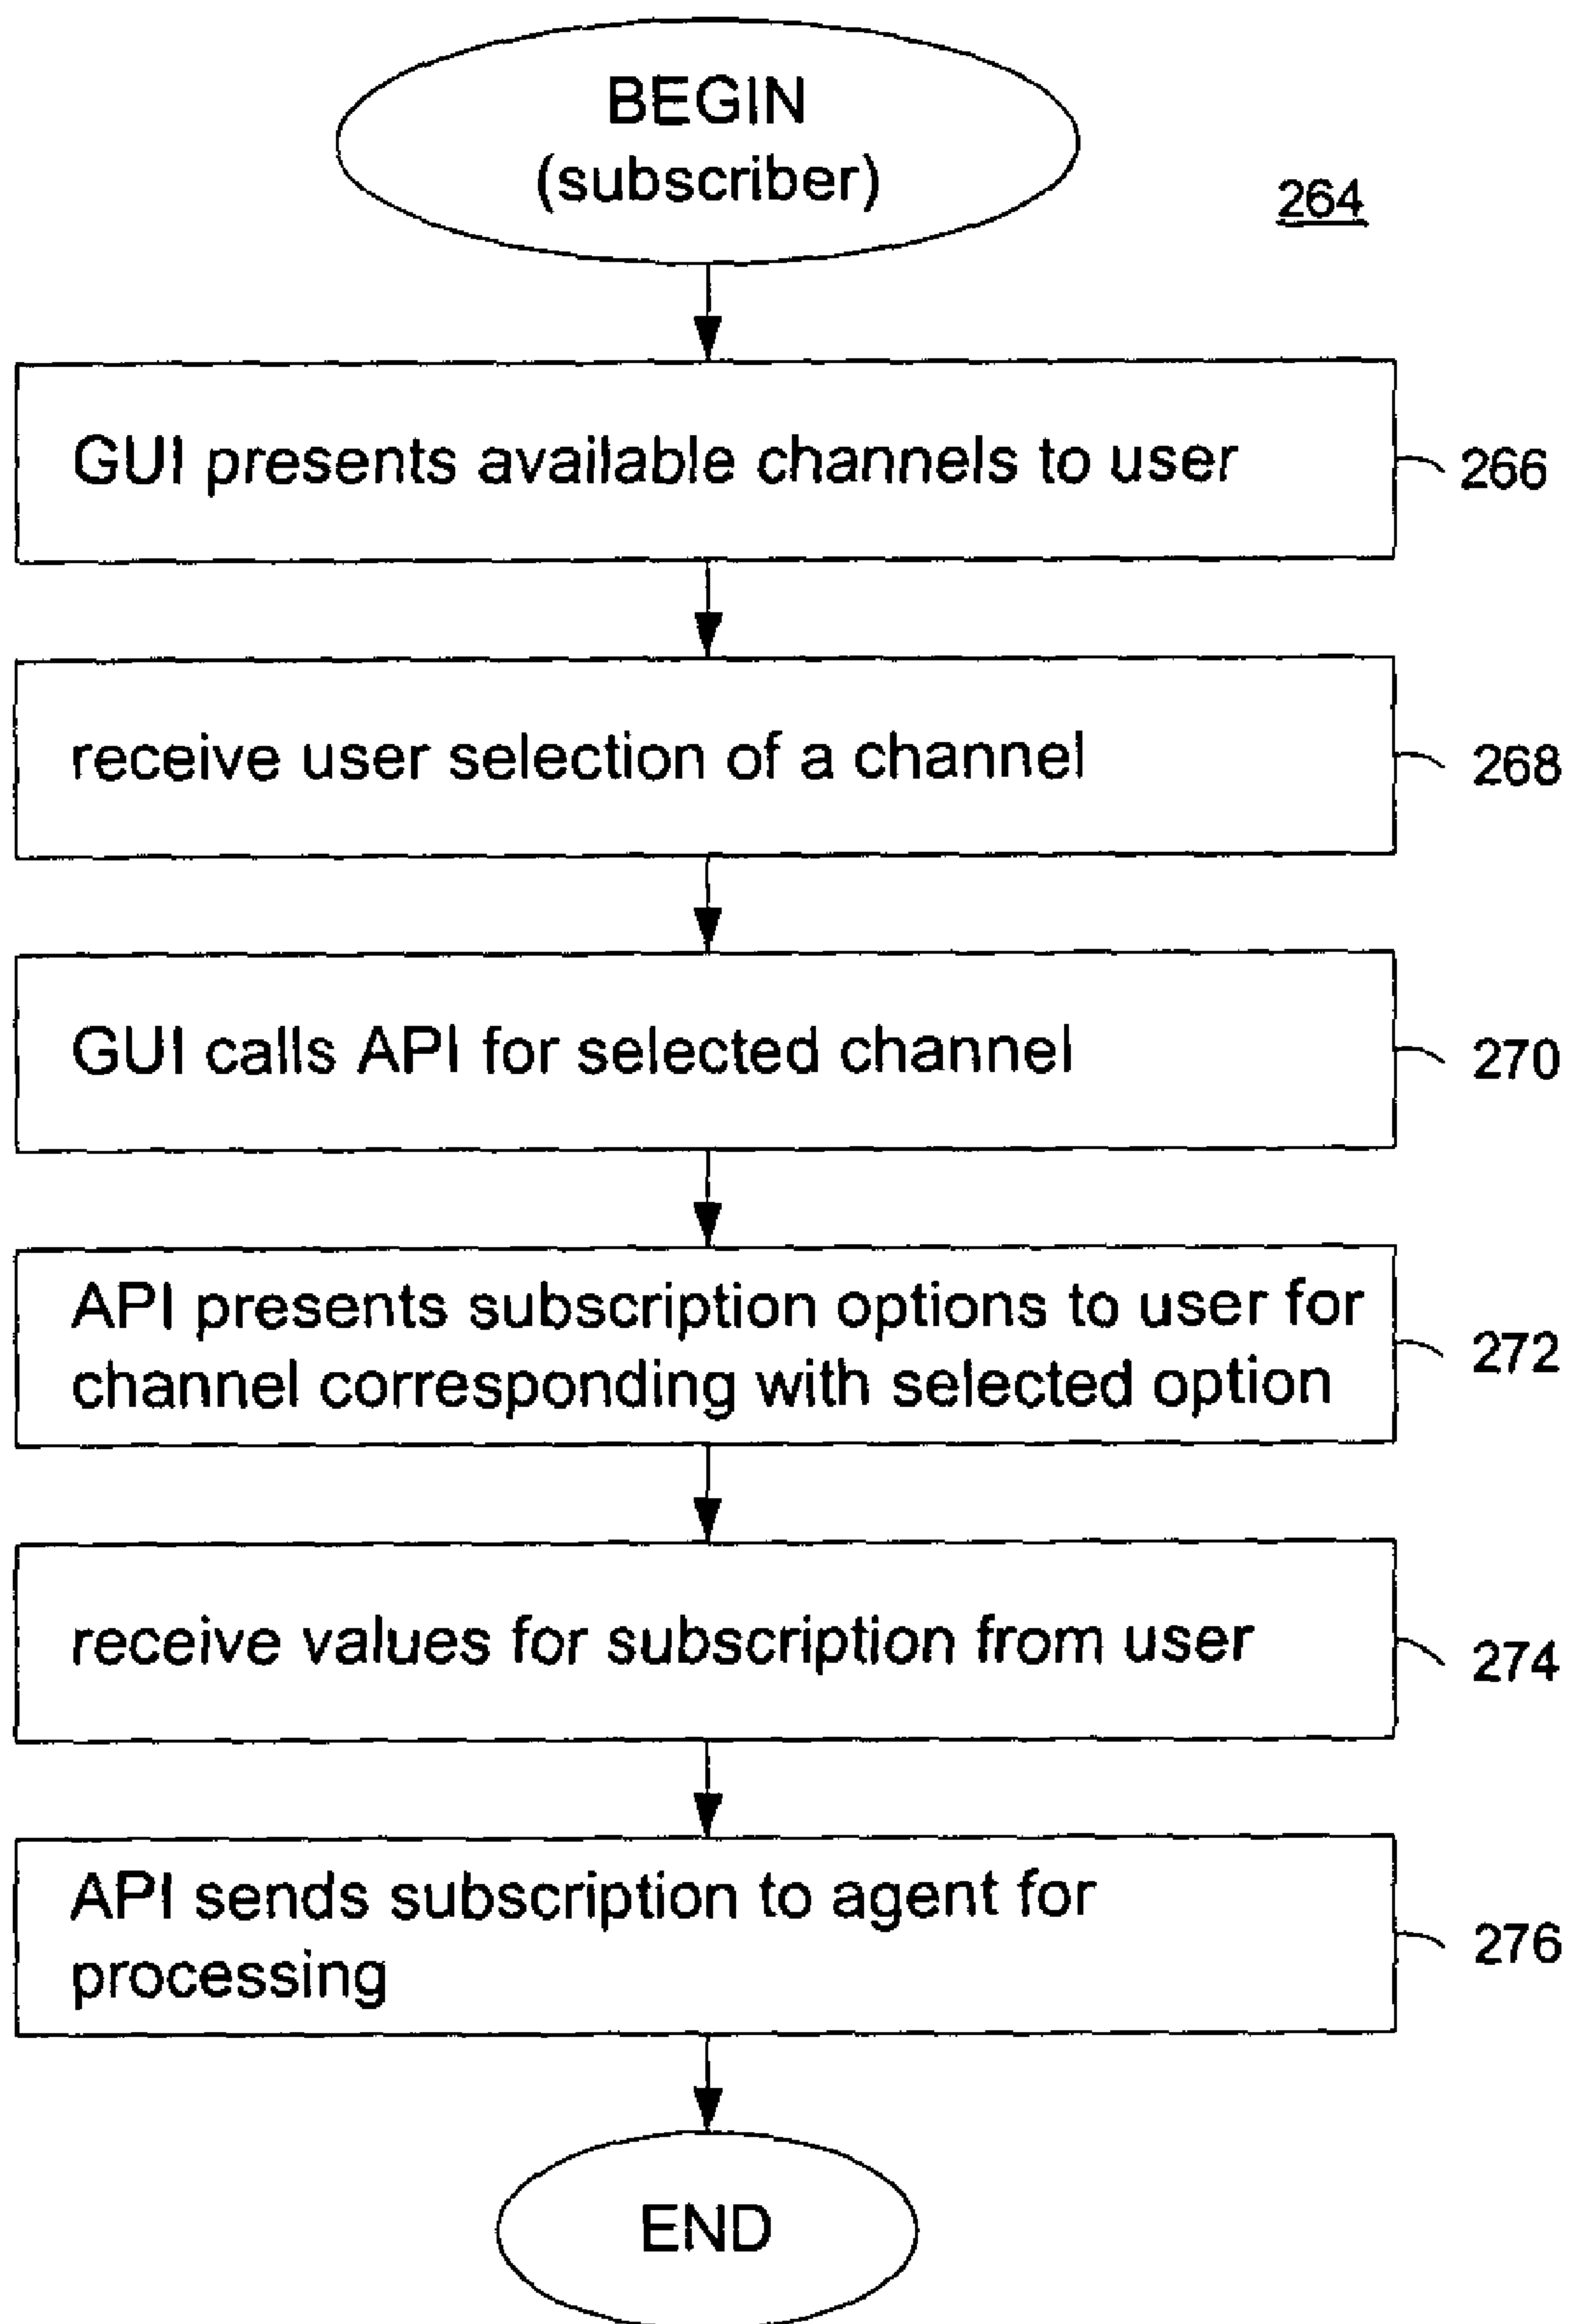 BEGIN
(subscriber)
264
GUI presents available channels to user
266
receive user selection of a channel
268
GUI calls API for selected channel
270
API presents subscription options to user for
channel corresponding with selected option
272
receive values for subscription from user
274
API sends subscription to agent for
processing
276
END